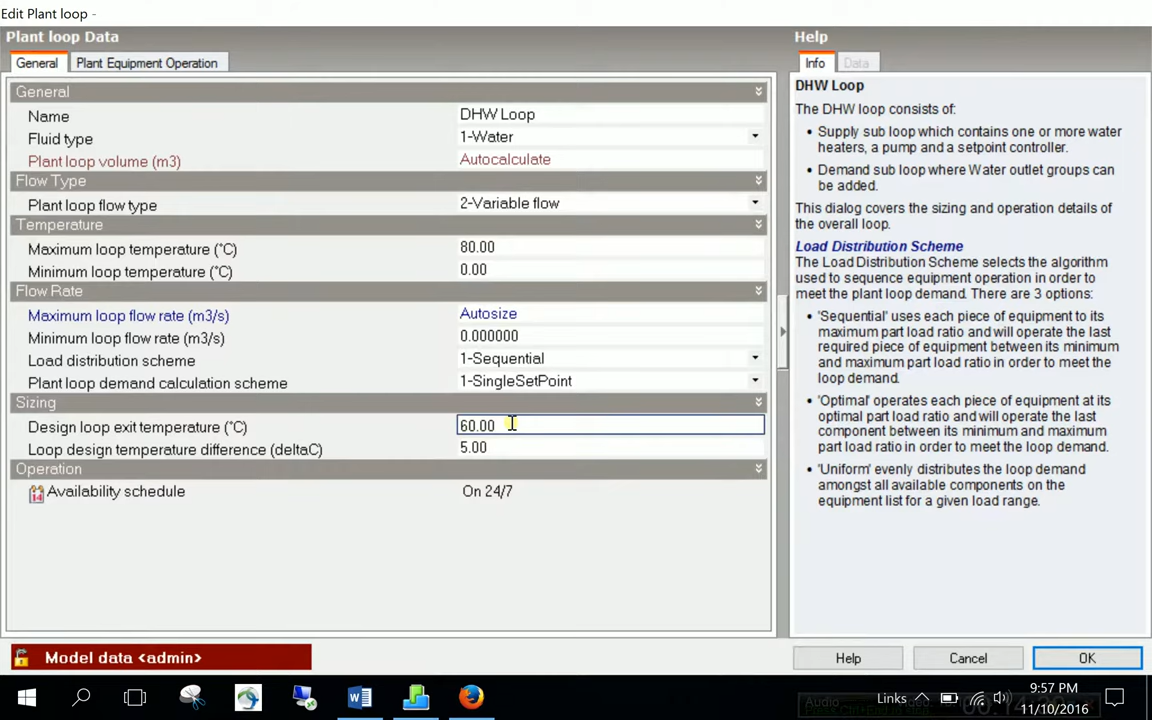 Edit Plant loop -
Plant loop Data
General
Plant Equipment Operation
General
Name
DHW Loop
Fluid type
1-Water
Plant loop volume (m3)
Autocalculate
Flow Type
Plant loop flow type
2-Variable flow
Temperature
Maximum loop temperature (°C)
80.00
Minimum loop temperature (°C)
0.00
Flow Rate
Maximum loop flow rate (m3/s)
Autosize
Minimum loop flow rate (m3/s)
0.000000
Load distribution scheme
1-Sequential
Plant loop demand calculation scheme
1-SingleSetPoint
Sizing
Design loop exit temperature (°C)
60.00
Loop design temperature difference (deltaC)
5.00
Operation
14
Availability schedule
On 24/7
Help
Info
Data
DHW Loop
The DHW loop consists of:
• Supply sub loop which contains one or more water
heaters, a pump and a setpoint controller.
• Demand sub loop where Water outlet groups can
be added.
This dialog covers the sizing and operation details of
the overall loop.
Load Distribution Scheme
The Load Distribution Scheme selects the algorithm
used to sequence equipment operation in order to
meet the plant loop demand. There are 3 options:
• 'Sequential' uses each piece of equipment to its
maximum part load ratio and will operate the last
required piece of equipment between its minimum
and maximum part load ratio in order to meet the
loop demand.
• 'Optimal' operates each piece of equipment at its
optimal part load ratio and will operate the last
component between its minimum and maximum
part load ratio in order to meet the loop demand.
• 'Uniform' evenly distributes the loop demand
amongst all available components on the
equipment list for a given load range.
Model data <admin>
Help
Cancel
OK
Links
9:57 PM
11/10/2016
Audio